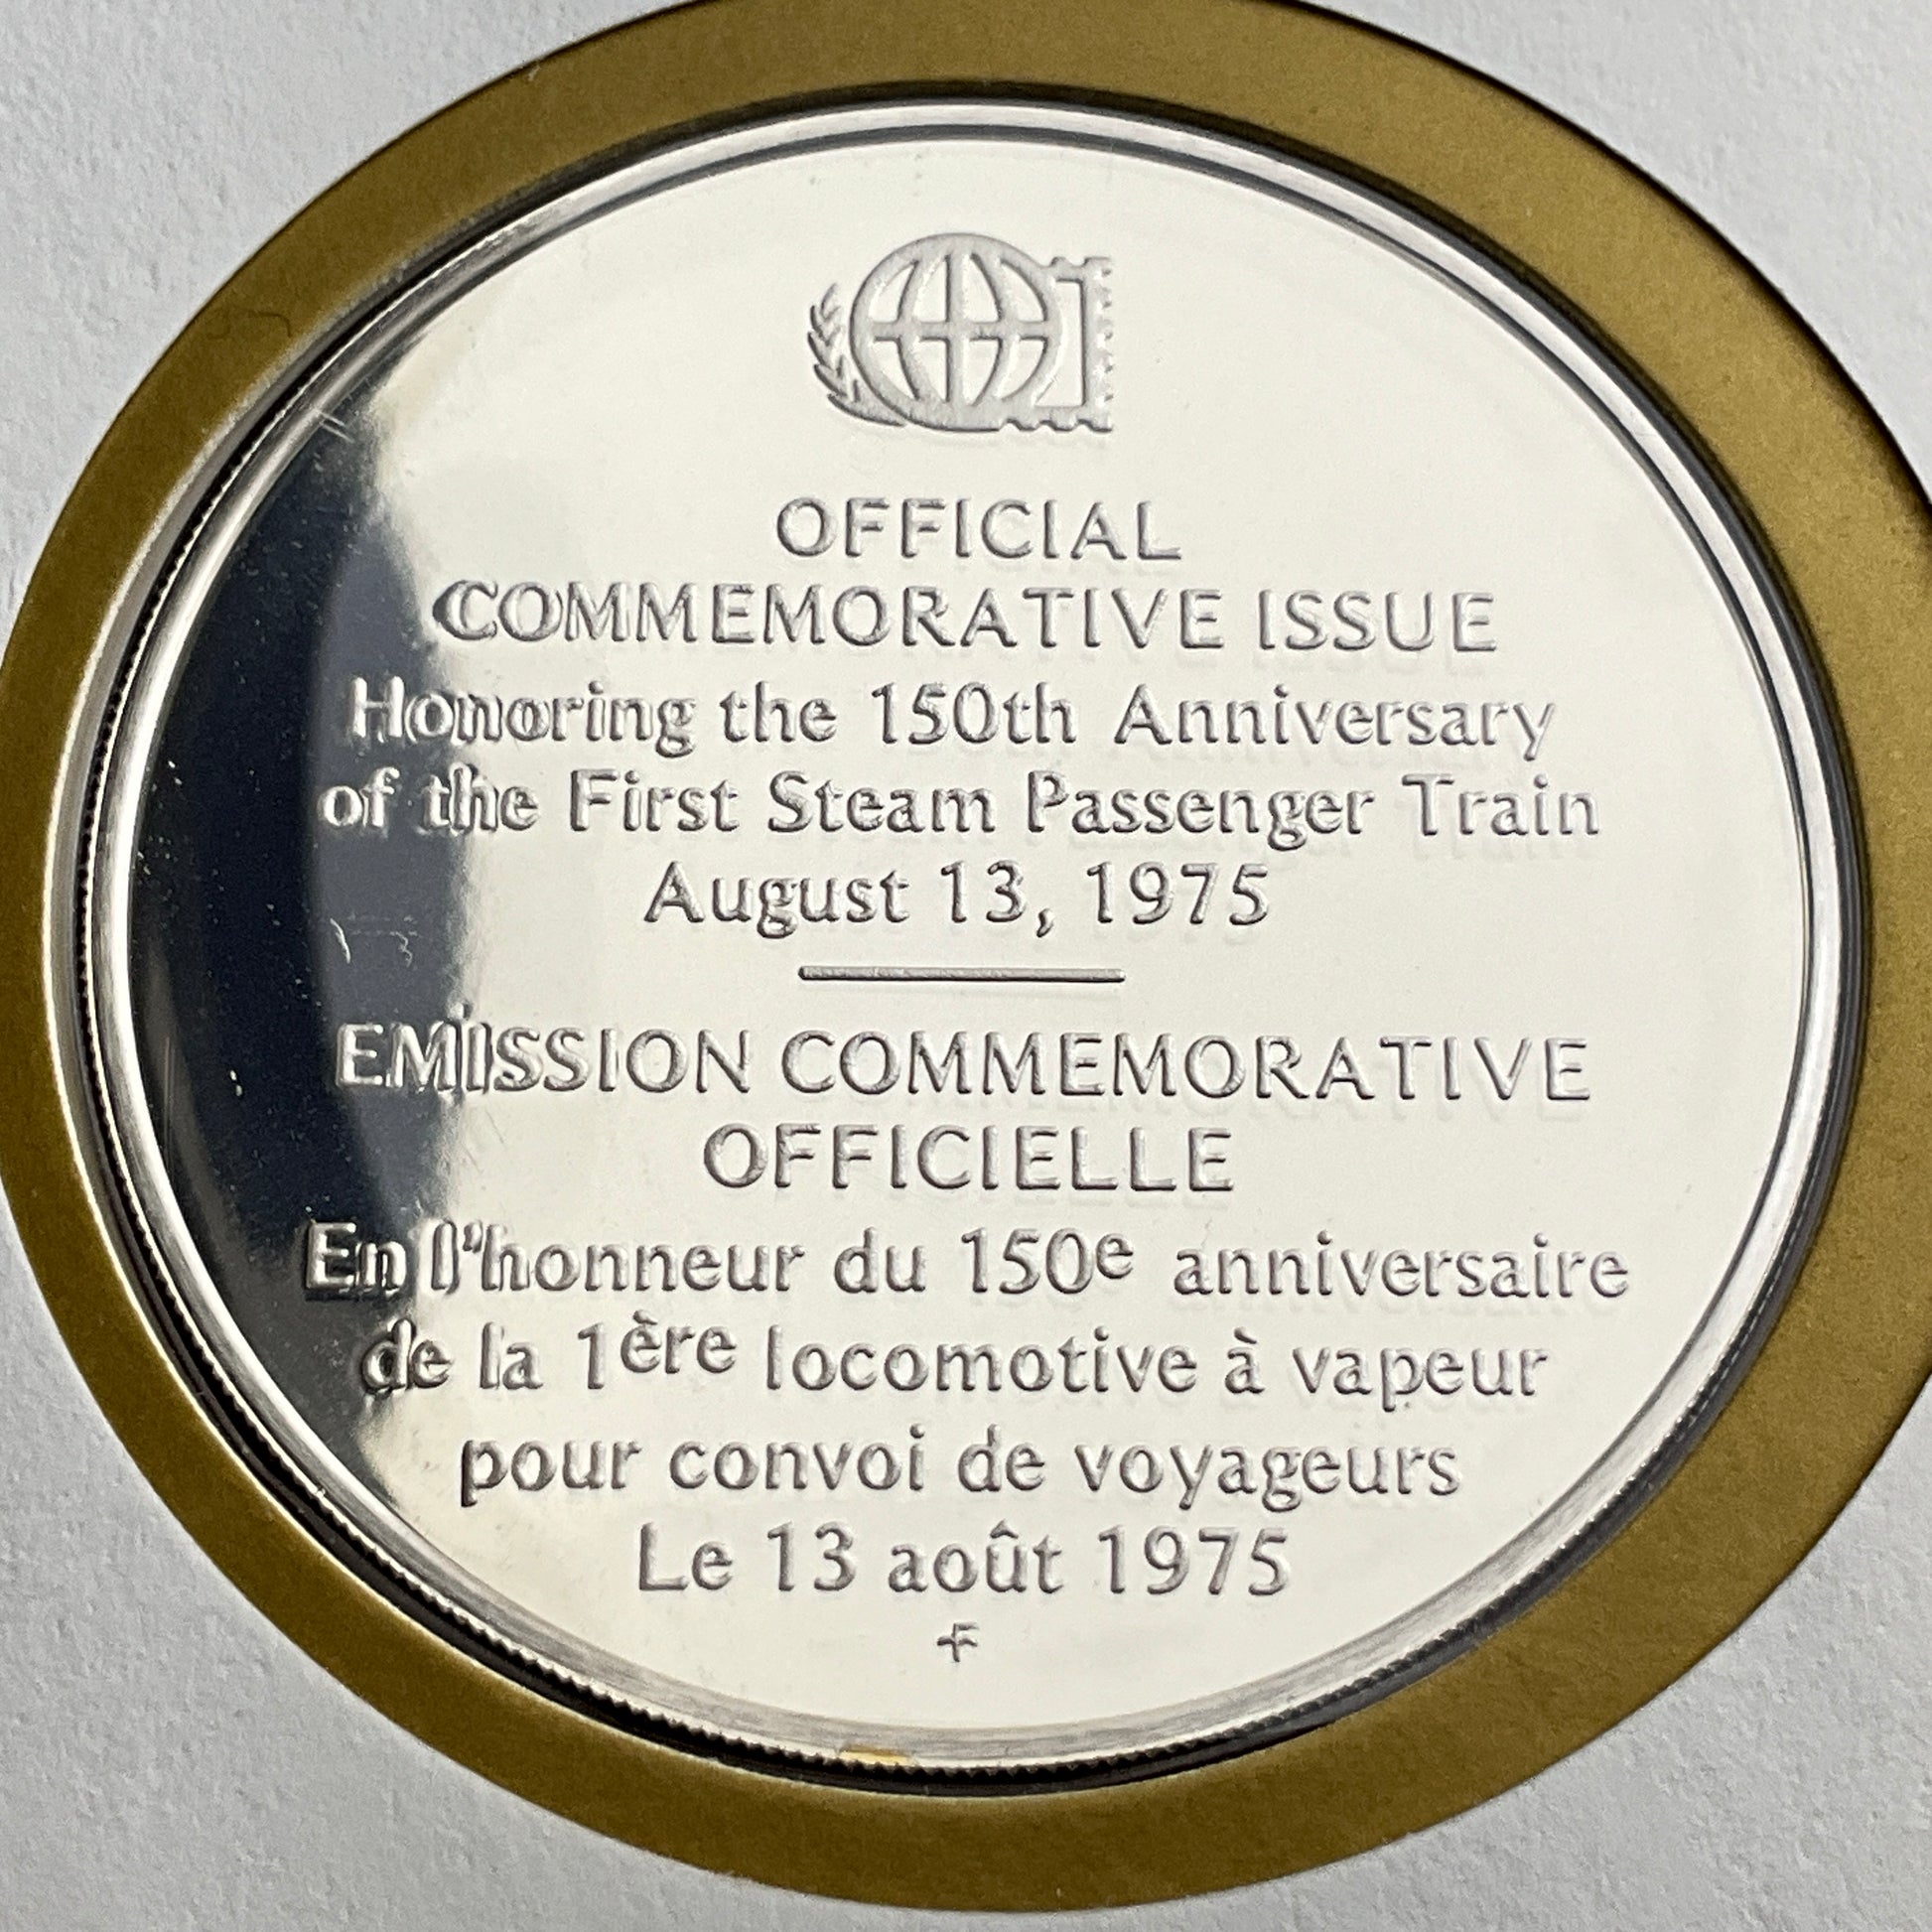 OFFICIAL
COMMEMORATIVE ISSUE
Honoring the 150th Anniversary
of the First Steam Passenger Train
August 13, 1975
EMISSION COMMEMORATIVE
OFFICIELLE
En l'honneur du 150e anniversaire
de la 1ère locomotive à vapeur
pour convoi de voyageurs
Le 13 août 1975
F